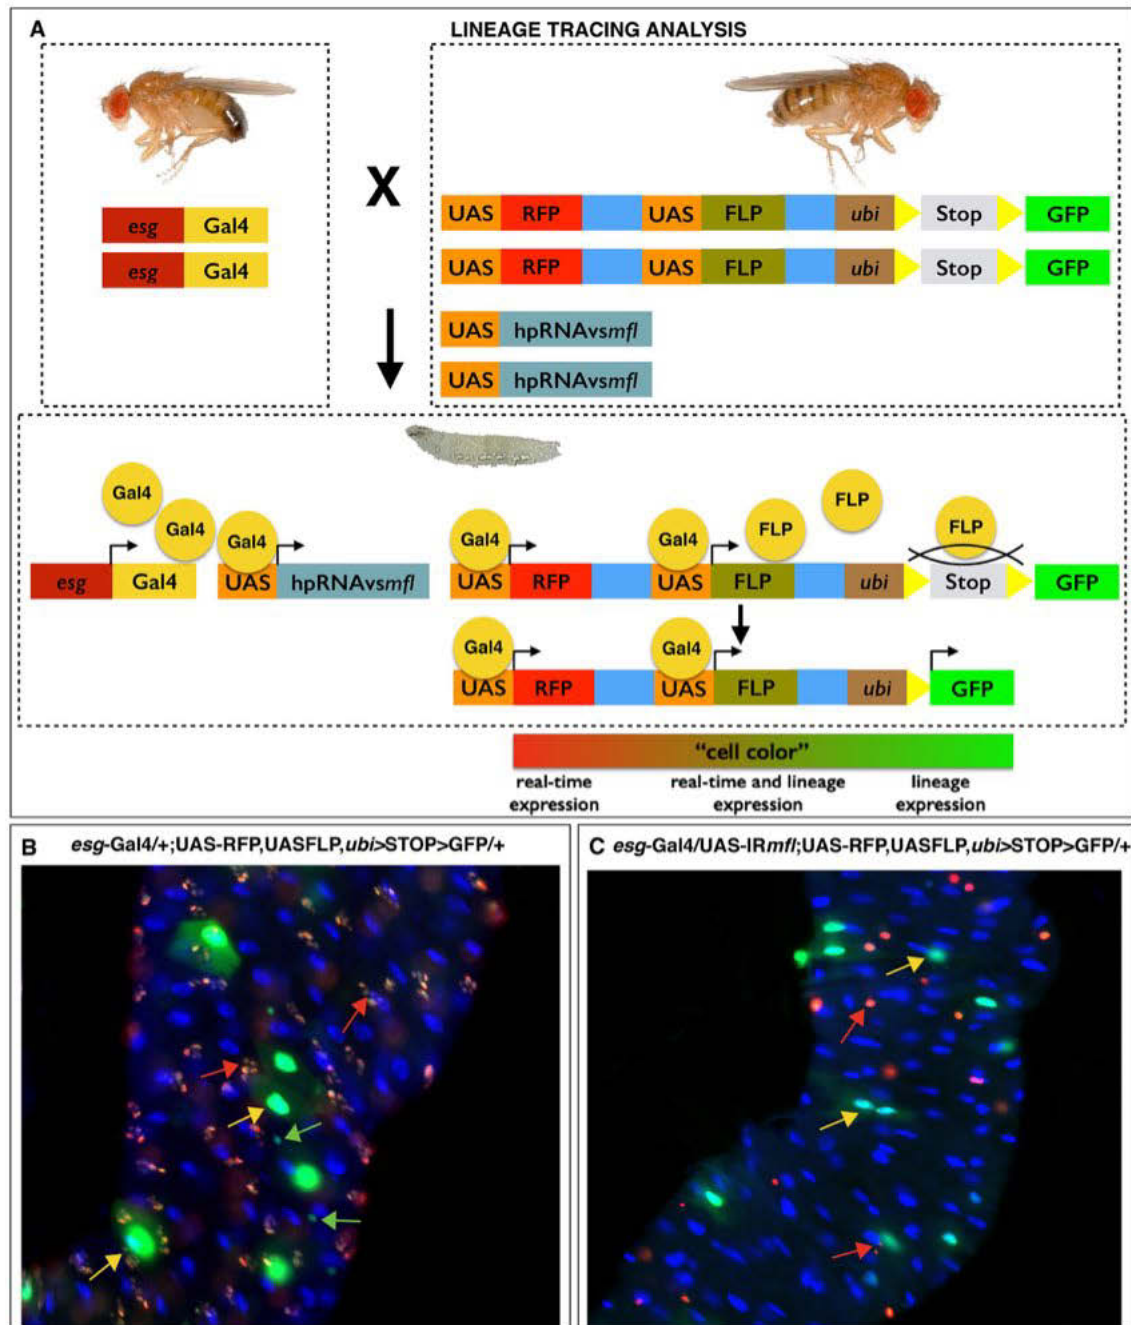 A
LINEAGE TRACING ANALYSIS
esg Gal4
esg Gal4
X
UAS RFP UAS FLP ubi Stop GFP
UAS RFP UAS FLP ubi Stop GFP
UAS hpRNAvsmfl
UAS hpRNAvsmfl
Gal4 Gal4 Gal4 Gal4 Gal4 FLP FLP FLP
esg Gal4 UAS hpRNAvsmfl UAS RFP UAS FLP ubi Stop GFP
Gal4 Gal4
UAS RFP UAS FLP ubi GFP
"cell color"
real-time expression
real-time and lineage expression
lineage expression
B esg-Gal4/+;UAS-RFP,UASFLP,ubi>STOP>GFP/+
C esg-Gal4/UAS-IRmfl;UAS-RFP,UASFLP,ubi>STOP>GFP/+